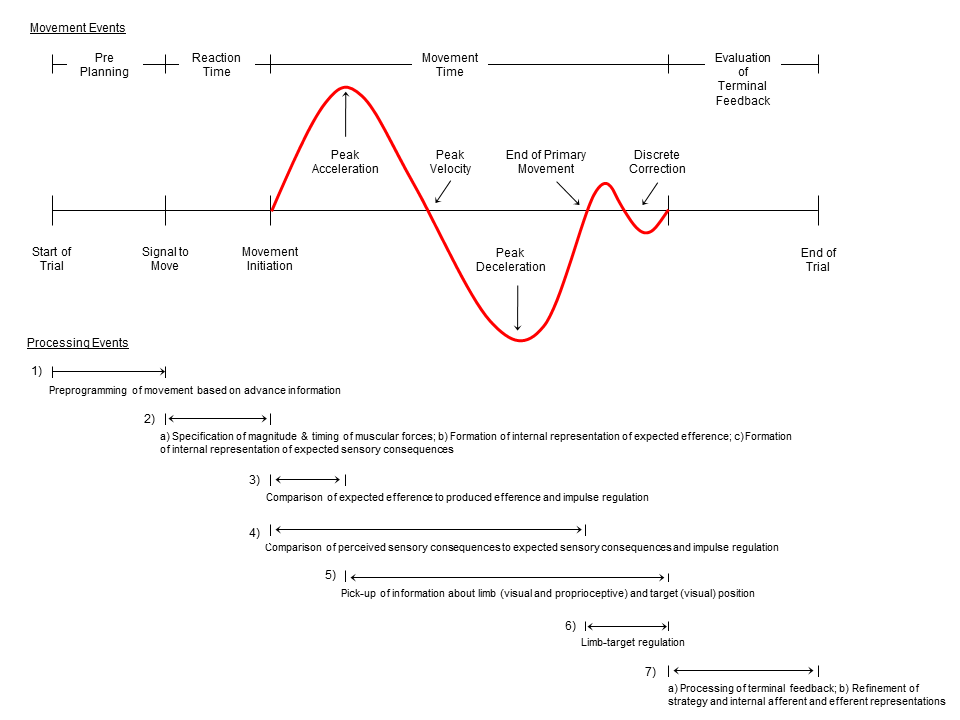 Movement Events
Pre
Planning
Reaction
Time
Movement
Time
Evaluation
of
Terminal
Feedback
Peak
Acceleration
Peak
Velocity
End of Primary
Movement
Discrete
Correction
Start of
Trial
Signal to
Move
Movement
Initiation
Peak
Deceleration
End of
Trial
Processing Events
1)
Preprogramming of movement based on advance information
2)
a) Specification of magnitude & timing of muscular forces; b) Formation of internal representation of expected efference; c) Formation
of internal representation of expected sensory consequences
3)
Comparison of expected efference to produced efference and impulse regulation
4)
Comparison of perceived sensory consequences to expected sensory consequences and impulse regulation
5)
Pick-up of information about limb (visual and proprioceptive) and target (visual) position
6)
Limb-target regulation
7)
a) Processing of terminal feedback; b) Refinement of
strategy and internal afferent and efferent representations